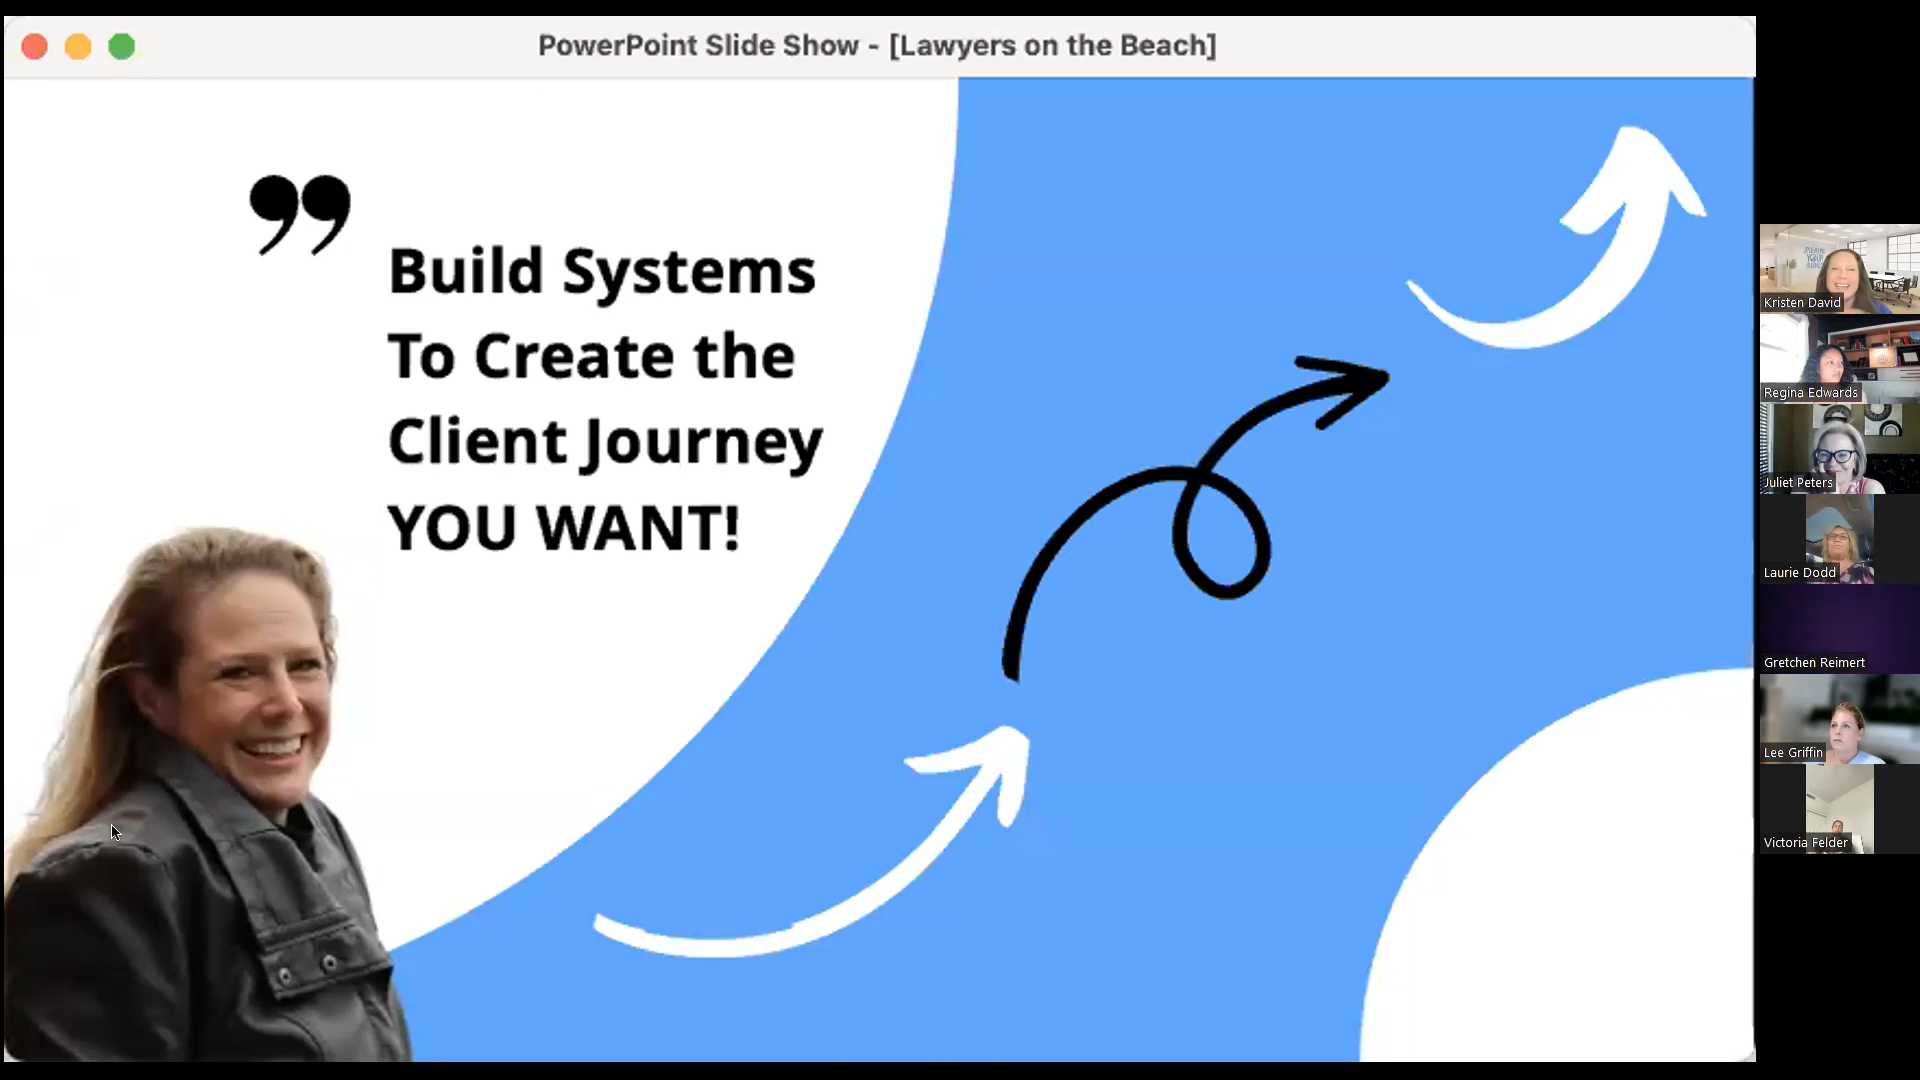 PowerPoint Slide Show - [Lawyers on the Beach]
”
Build Systems
To Create the
Client Journey
YOU WANT!
Kristen David
Regina Edwards
Juliet Peters
Laurie Dodd
Gretchen Reimert
Lee Griffin
Victoria Felder